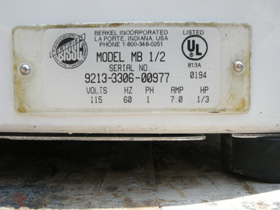 BERKEL INCORPORATED
LA PORTE, INDIANA, USA
PHONE 1-800-348-0251
LISTED
UL
813A
0194
MODEL MB 1/2
SERIAL NO
9213-3306-00977
VOLTS HZ PH AMP HP
115 60 1 7.0 1/3